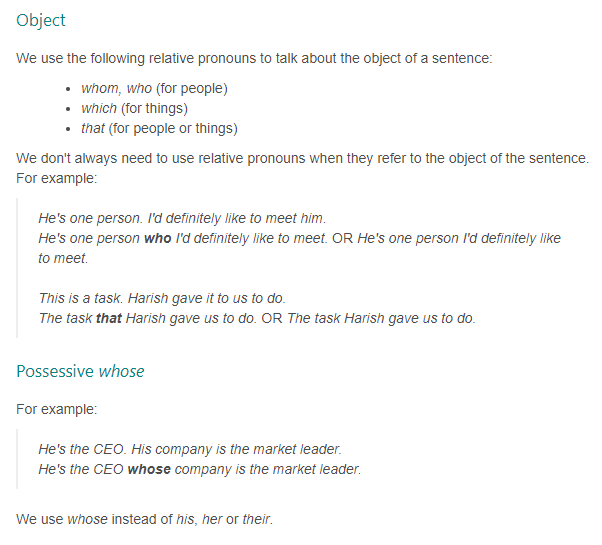 Object
We use the following relative pronouns to talk about the object of a sentence:
• whom, who (for people)
• which (for things)
• that (for people or things)
We don't always need to use relative pronouns when they refer to the object of the sentence.
For example:
He's one person. I'd definitely like to meet him.
He's one person who I'd definitely like to meet. OR He's one person I'd definitely like
to meet.
This is a task. Harish gave it to us to do.
The task that Harish gave us to do. OR The task Harish gave us to do.
Possessive whose
For example:
He's the CEO. His company is the market leader.
He's the CEO whose company is the market leader.
We use whose instead of his, her or their.